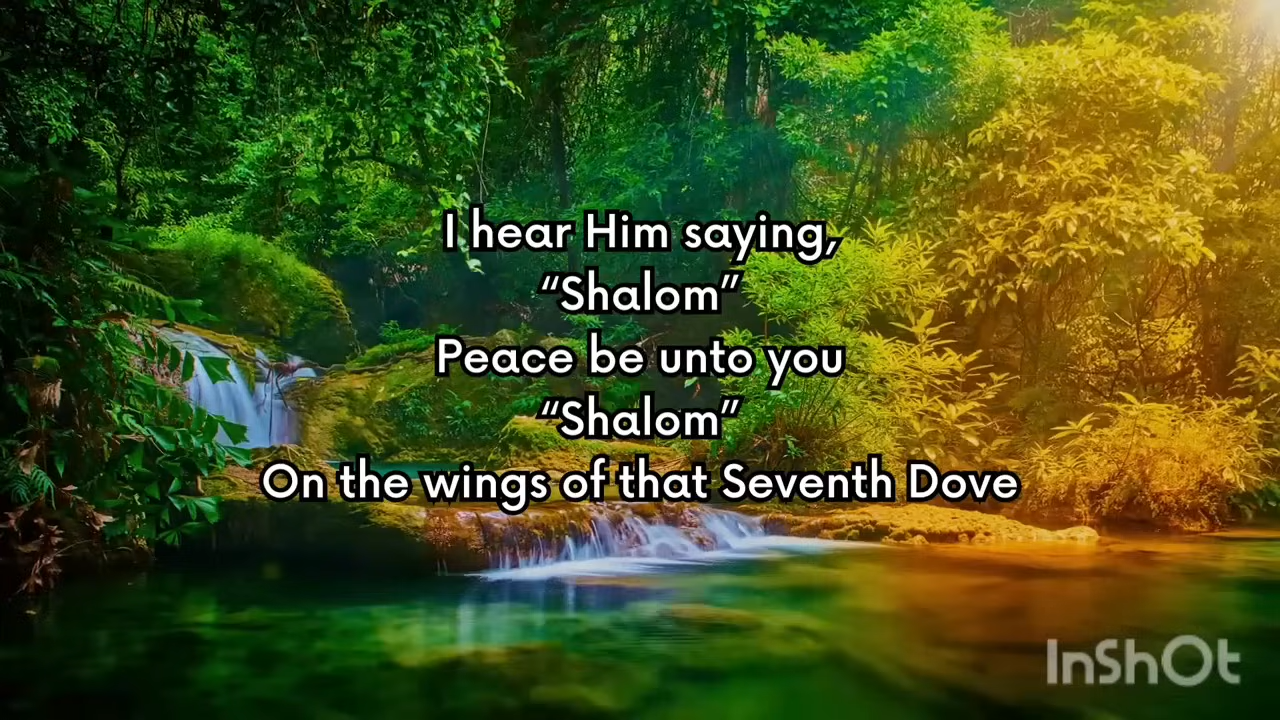 I hear Him saying,
“Shalom”
Peace be unto you
“Shalom”
On the wings of that Seventh Dove
InShOt